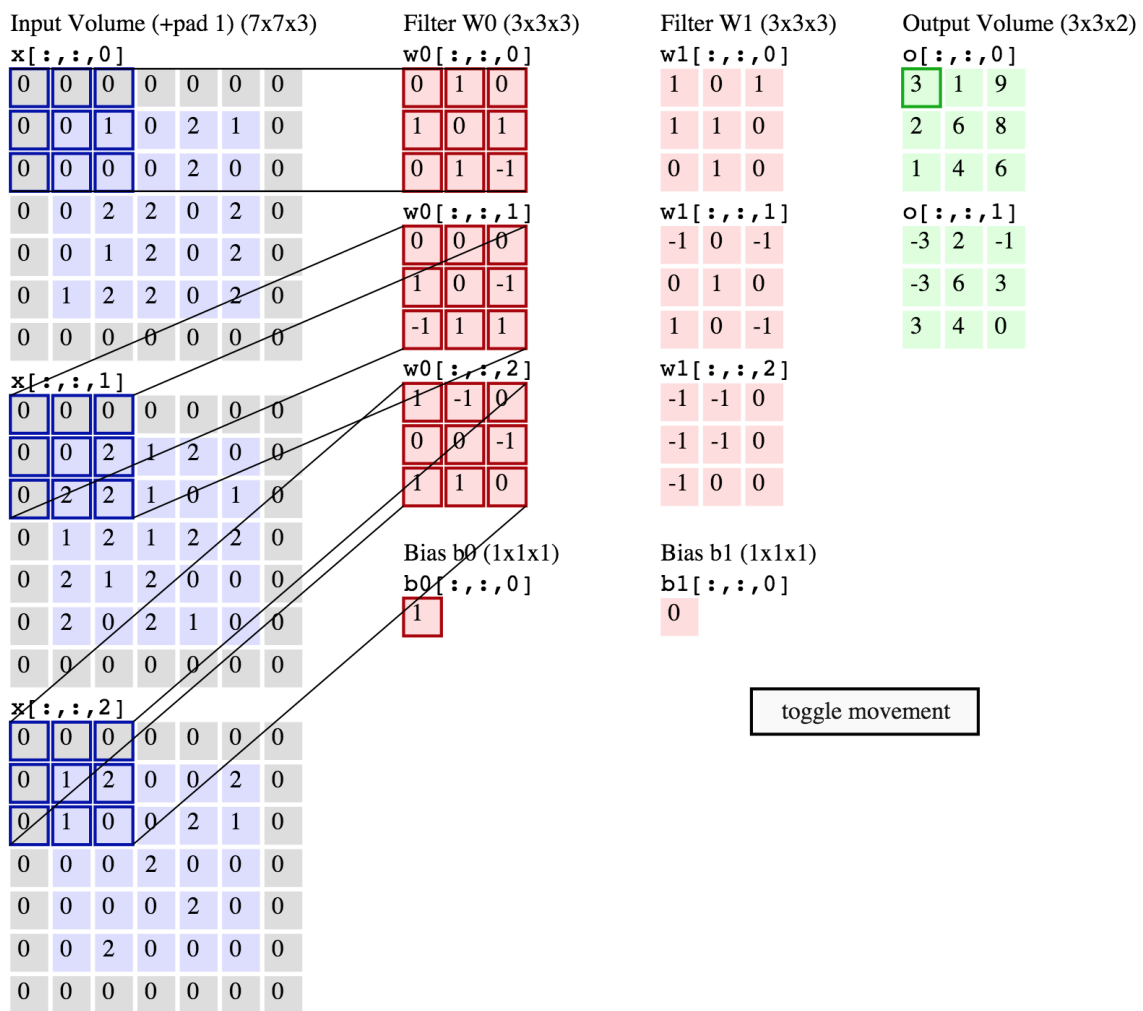 Input Volume (+pad 1) (7x7x3)
x[:,:,0]
0 0 0 0 0 0 0
0 0 1 0 2 1 0
0 0 0 0 2 0 0
0 0 2 2 0 2 0
0 0 1 2 0 2 0
0 1 2 2 0 2 0
0 0 0 0 0 0 0
x[:,:,1]
0 0 0 0 0 0 0
0 0 2 1 2 0 0
0 2 2 1 0 1 0
0 1 2 1 2 2 0
0 2 1 2 0 0 0
0 2 0 2 1 0 0
0 0 0 0 0 0 0
x[:,:,2]
0 0 0 0 0 0 0
0 1 2 0 0 2 0
0 1 0 0 2 1 0
0 0 0 2 0 0 0
0 0 0 0 2 0 0
0 0 2 0 0 0 0
0 0 0 0 0 0 0
Filter W0 (3x3x3)
w0[:,:,0]
0 1 0
1 0 1
0 1 -1
w0[:,:,1]
0 0 0
1 0 -1
-1 1 1
w0[:,:,2]
1 -1 0
0 0 -1
1 1 0
Bias b0 (1x1x1)
b0[:,:,0]
1
Filter W1 (3x3x3)
w1[:,:,0]
1 0 1
1 1 0
0 1 0
w1[:,:,1]
-1 0 -1
0 1 0
1 0 -1
w1[:,:,2]
-1 -1 0
-1 -1 0
-1 0 0
Bias b1 (1x1x1)
b1[:,:,0]
0
Output Volume (3x3x2)
o[:,:,0]
3 1 9
2 6 8
1 4 6
o[:,:,1]
-3 2 -1
-3 6 3
3 4 0
toggle movement